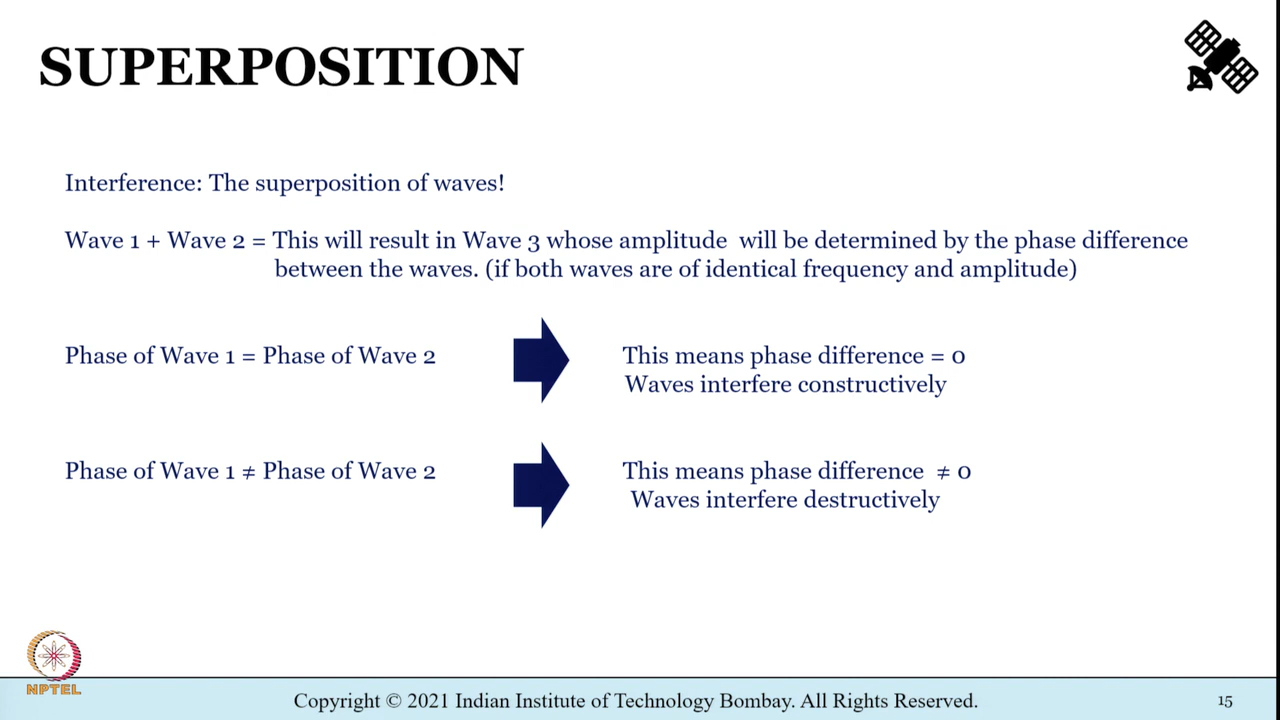 SUPERPOSITION
Interference: The superposition of waves!
Wave 1 + Wave 2 = This will result in Wave 3 whose amplitude will be determined by the phase difference
between the waves. (if both waves are of identical frequency and amplitude)
Phase of Wave 1 = Phase of Wave 2
This means phase difference = 0
Waves interfere constructively
Phase of Wave 1 ≠ Phase of Wave 2
This means phase difference ≠ 0
Waves interfere destructively
NPTEL
Copyright © 2021 Indian Institute of Technology Bombay. All Rights Reserved.
15